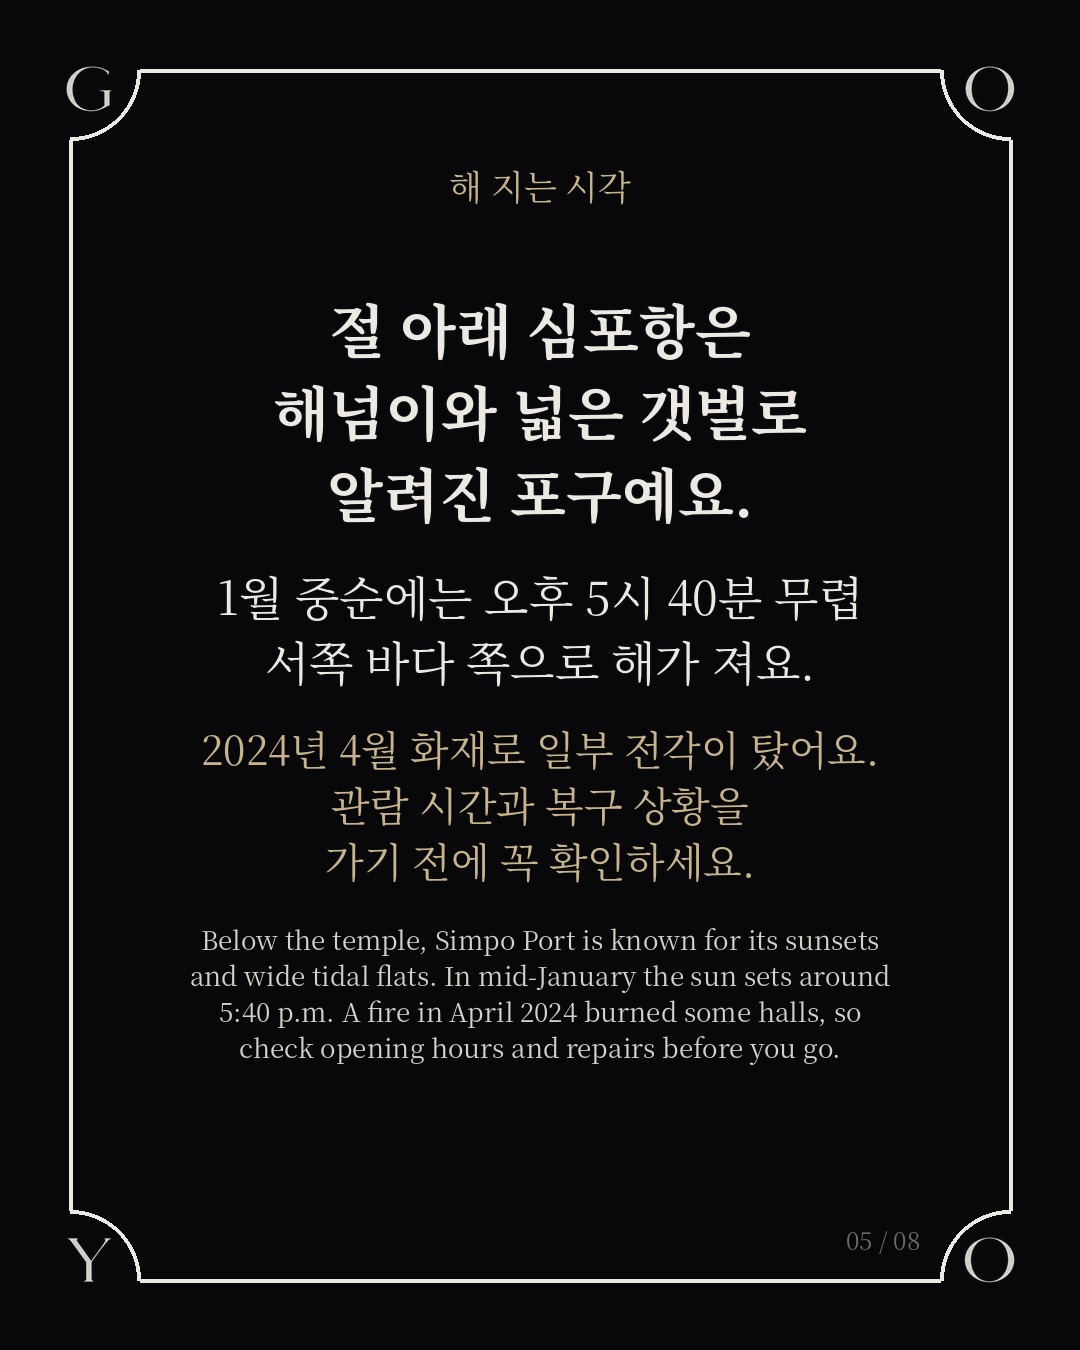 G O
해 지는 시각
절 아래 심포항은
해넘이와 넓은 갯벌로
알려진 포구예요.
1월 중순에는 오후 5시 40분 무렵
서쪽 바다 쪽으로 해가 져요.
2024년 4월 화재로 일부 전각이 탔어요.
관람 시간과 복구 상황을
가기 전에 꼭 확인하세요.
Below the temple, Simpo Port is known for its sunsets
and wide tidal flats. In mid-January the sun sets around
5:40 p.m. A fire in April 2024 burned some halls, so
check opening hours and repairs before you go.
05 / 08
Y O